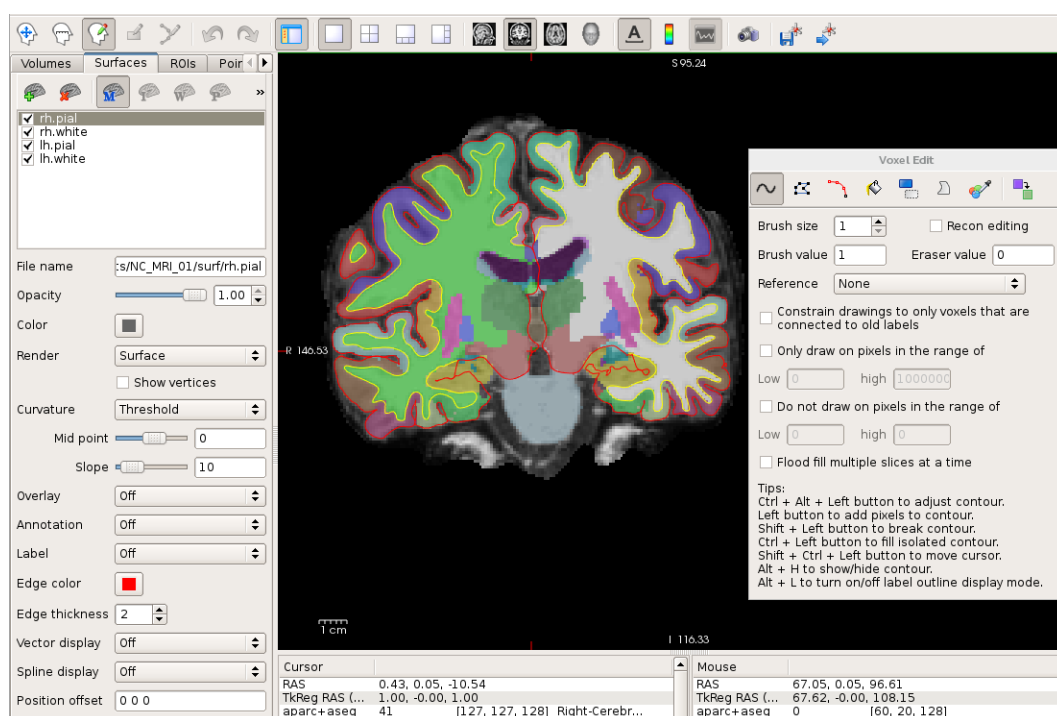 Volumes Surfaces ROIs Poir
M I W P »
rh.pial
rh.white
lh.pial
lh.white
File name :s/NC_MRI_01/surf/rh.pial
Opacity 1.00
Color
Render Surface
Show vertices
Curvature Threshold
Mid point 0
Slope 10
Overlay Off
Annotation Off
Label Off
Edge color
Edge thickness 2
Vector display Off
Spline display Off
Position offset 0 0 0
A
S 95.24
R 146.53
1 cm
I 116.33
Voxel Edit
Brush size 1 Recon editing
Brush value 1 Eraser value 0
Reference None
Constrain drawings to only voxels that are
connected to old labels
Only draw on pixels in the range of
Low 0 high 1000000
Do not draw on pixels in the range of
Low 0 high 0
Flood fill multiple slices at a time
Tips:
Ctrl + Alt + Left button to adjust contour.
Left button to add pixels to contour.
Shift + Left button to break contour.
Ctrl + Left button to fill isolated contour.
Shift + Ctrl + Left button to move cursor.
Alt + H to show/hide contour.
Alt + L to turn on/off label outline display mode.
Cursor
RAS 0.43, 0.05, -10.54
TkReg RAS (... 1.00, -0.00, 1.00
aparc+aseg 41 [127, 127, 128] Right-Cerebr...
Mouse
RAS 67.05, 0.05, 96.61
TkReg RAS (... 67.62, -0.00, 108.15
aparc+aseg 0 [60, 20, 128]